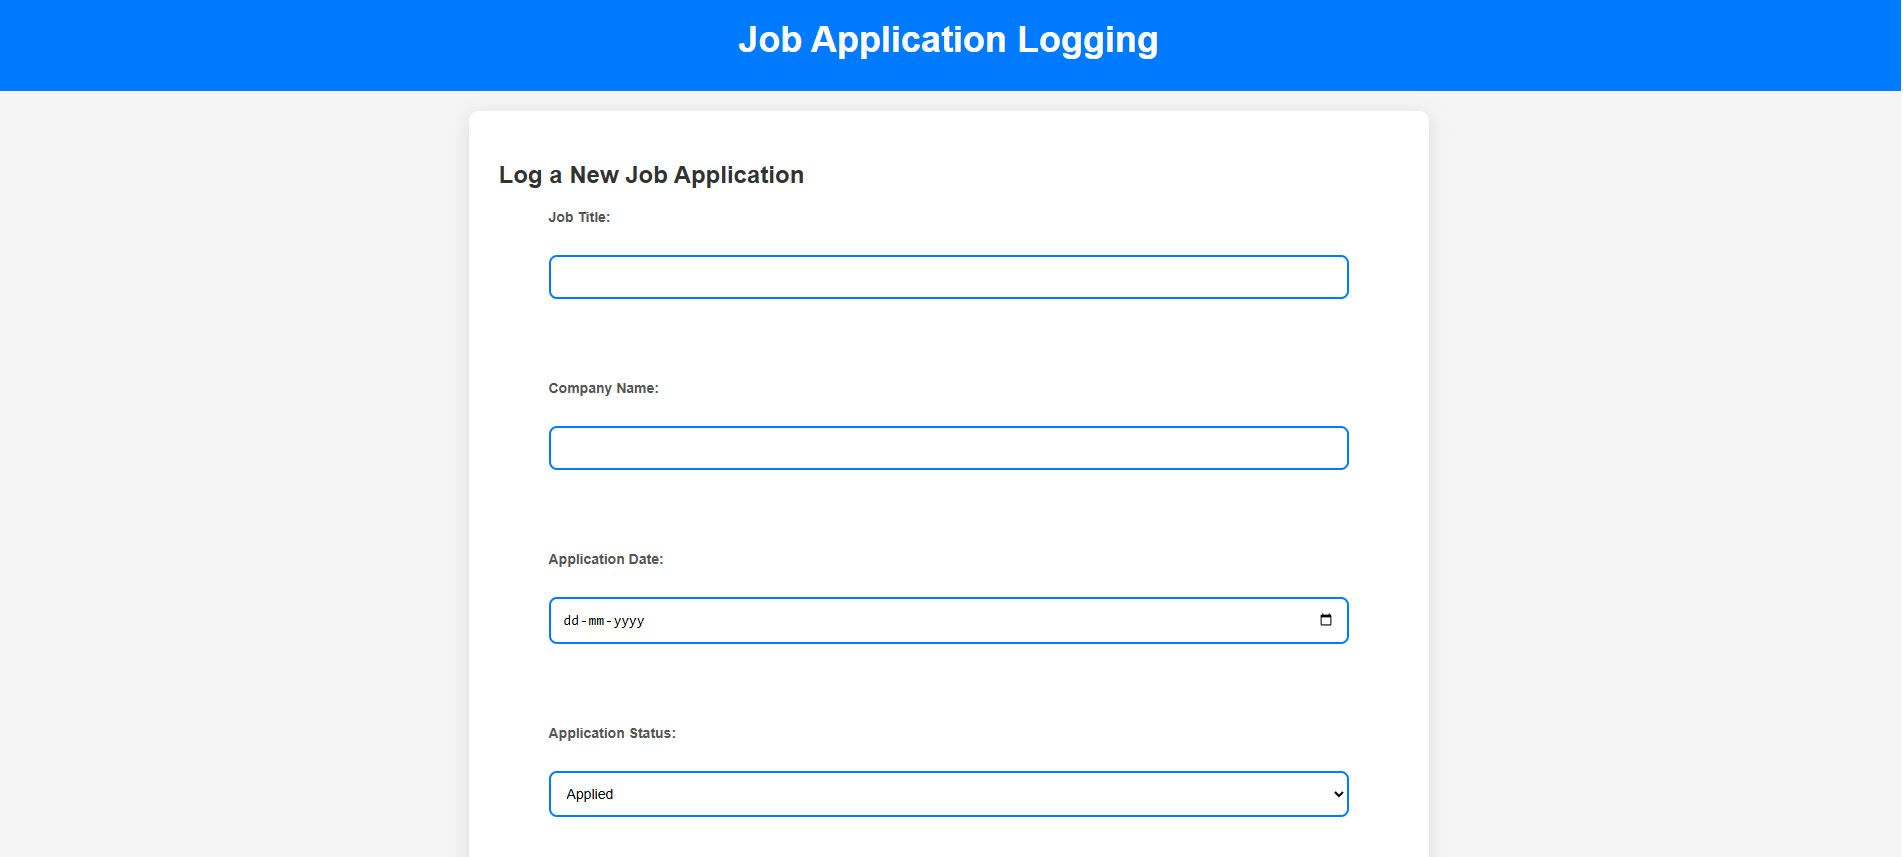 Job Application Logging
Log a New Job Application
Job Title:
Company Name:
Application Date:
dd-mm-yyyy
Application Status:
Applied